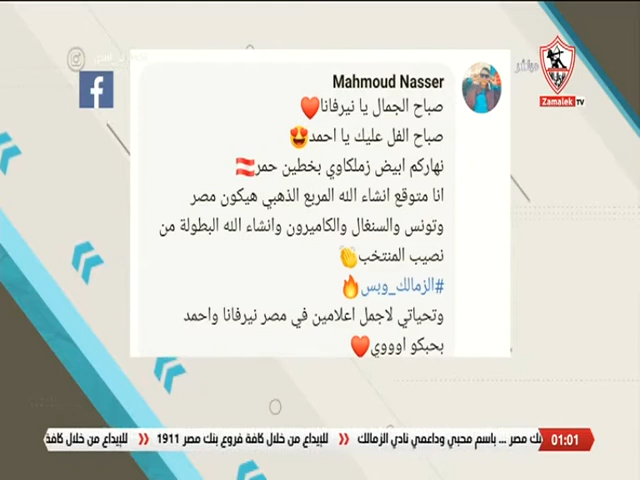 مباشر
Zamalek TV
Mahmoud Nasser
صباح الجمال يا نيرفانا❤️
صباح الفل عليك يا احمد😍
نهاركم ابيض زملكاوي بخطين حمر🇦🇹
انا متوقع انشاء الله المربع الذهبي هيكون مصر
وتونس والسنغال والكاميرون وانشاء الله البطولة من
نصيب المنتخب👏
#الزمالك_وبس🔥
وتحياتي لاجمل اعلامين في مصر نيرفانا واحمد
بحبكو اوووي❤️
01:01
مصر ... باسم محبي وداعمي نادي الزمالك » للإيداع من خلال كافة فروع بنك مصر 1911 » للإيداع من خلال كافة